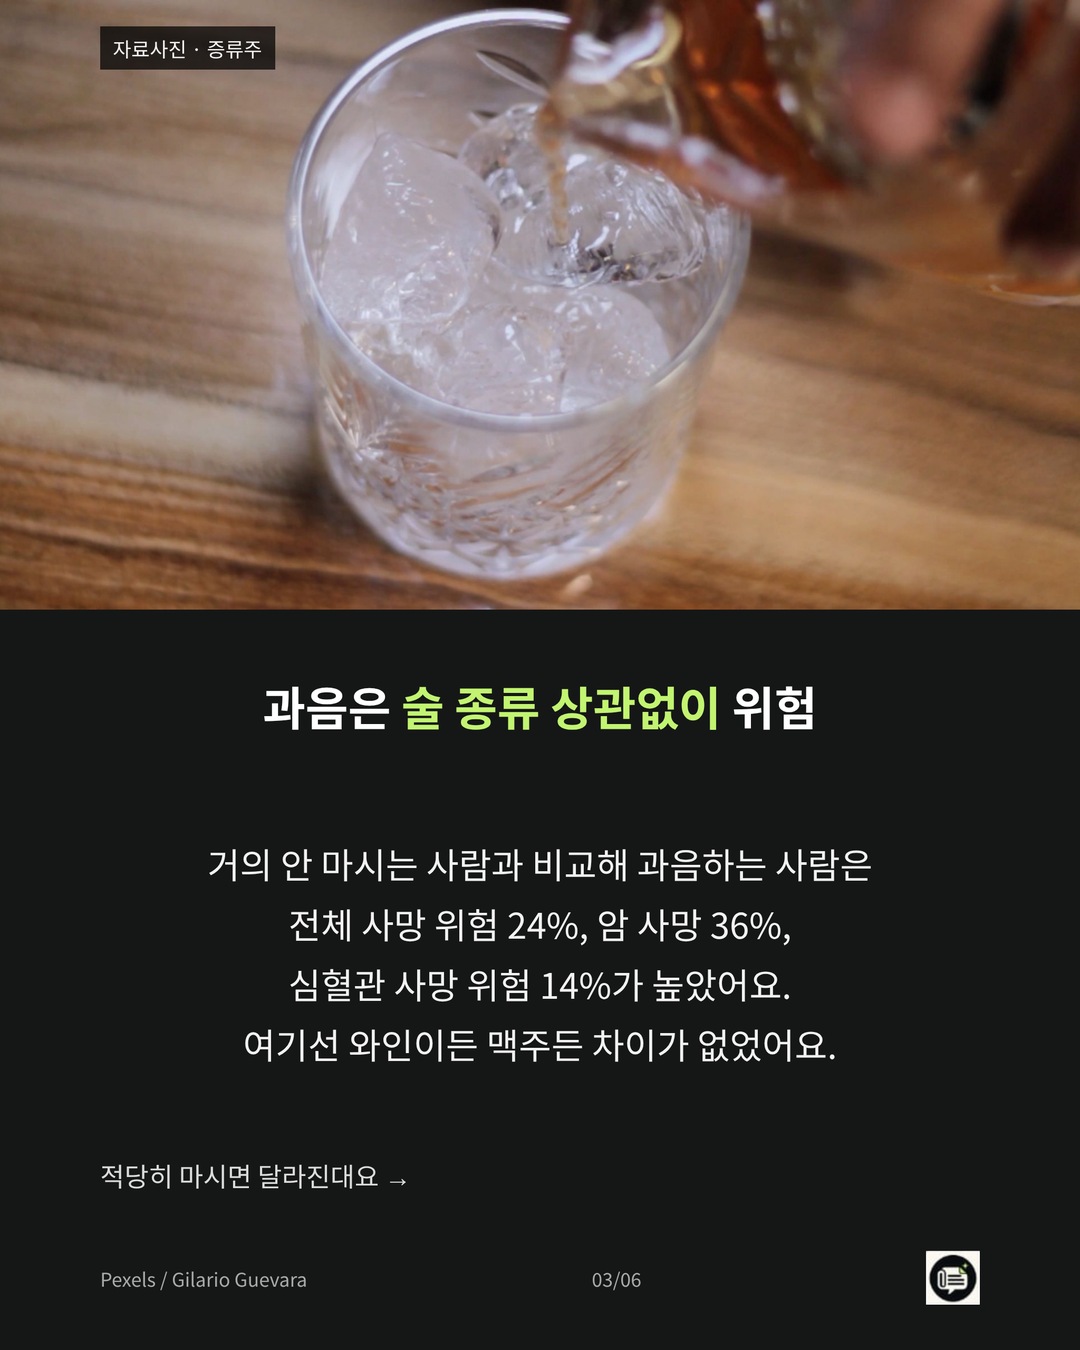 자료사진 · 증류주
과음은 술 종류 상관없이 위험
거의 안 마시는 사람과 비교해 과음하는 사람은
전체 사망 위험 24%, 암 사망 36%,
심혈관 사망 위험 14%가 높았어요.
여기선 와인이든 맥주든 차이가 없었어요.
적당히 마시면 달라진대요 →
Pexels / Gilario Guevara
03/06